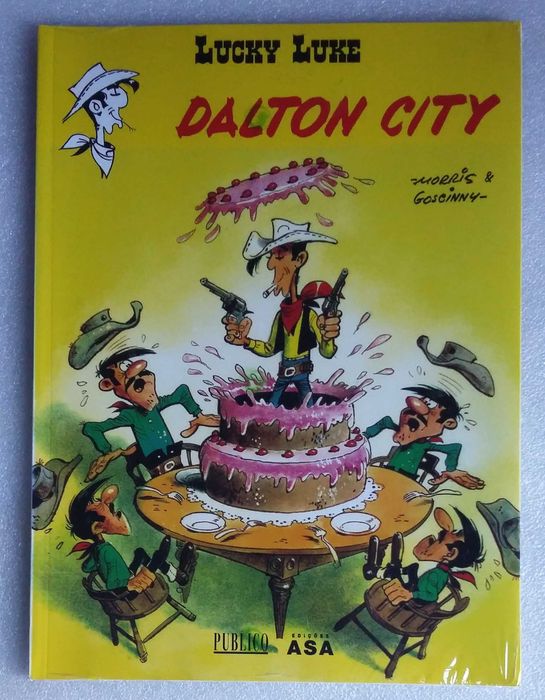 LUCKY LUKE
DALTON CITY
-MORRIS &
GOSCINNY-
PUBLICO
EDIÇÕES
ASA